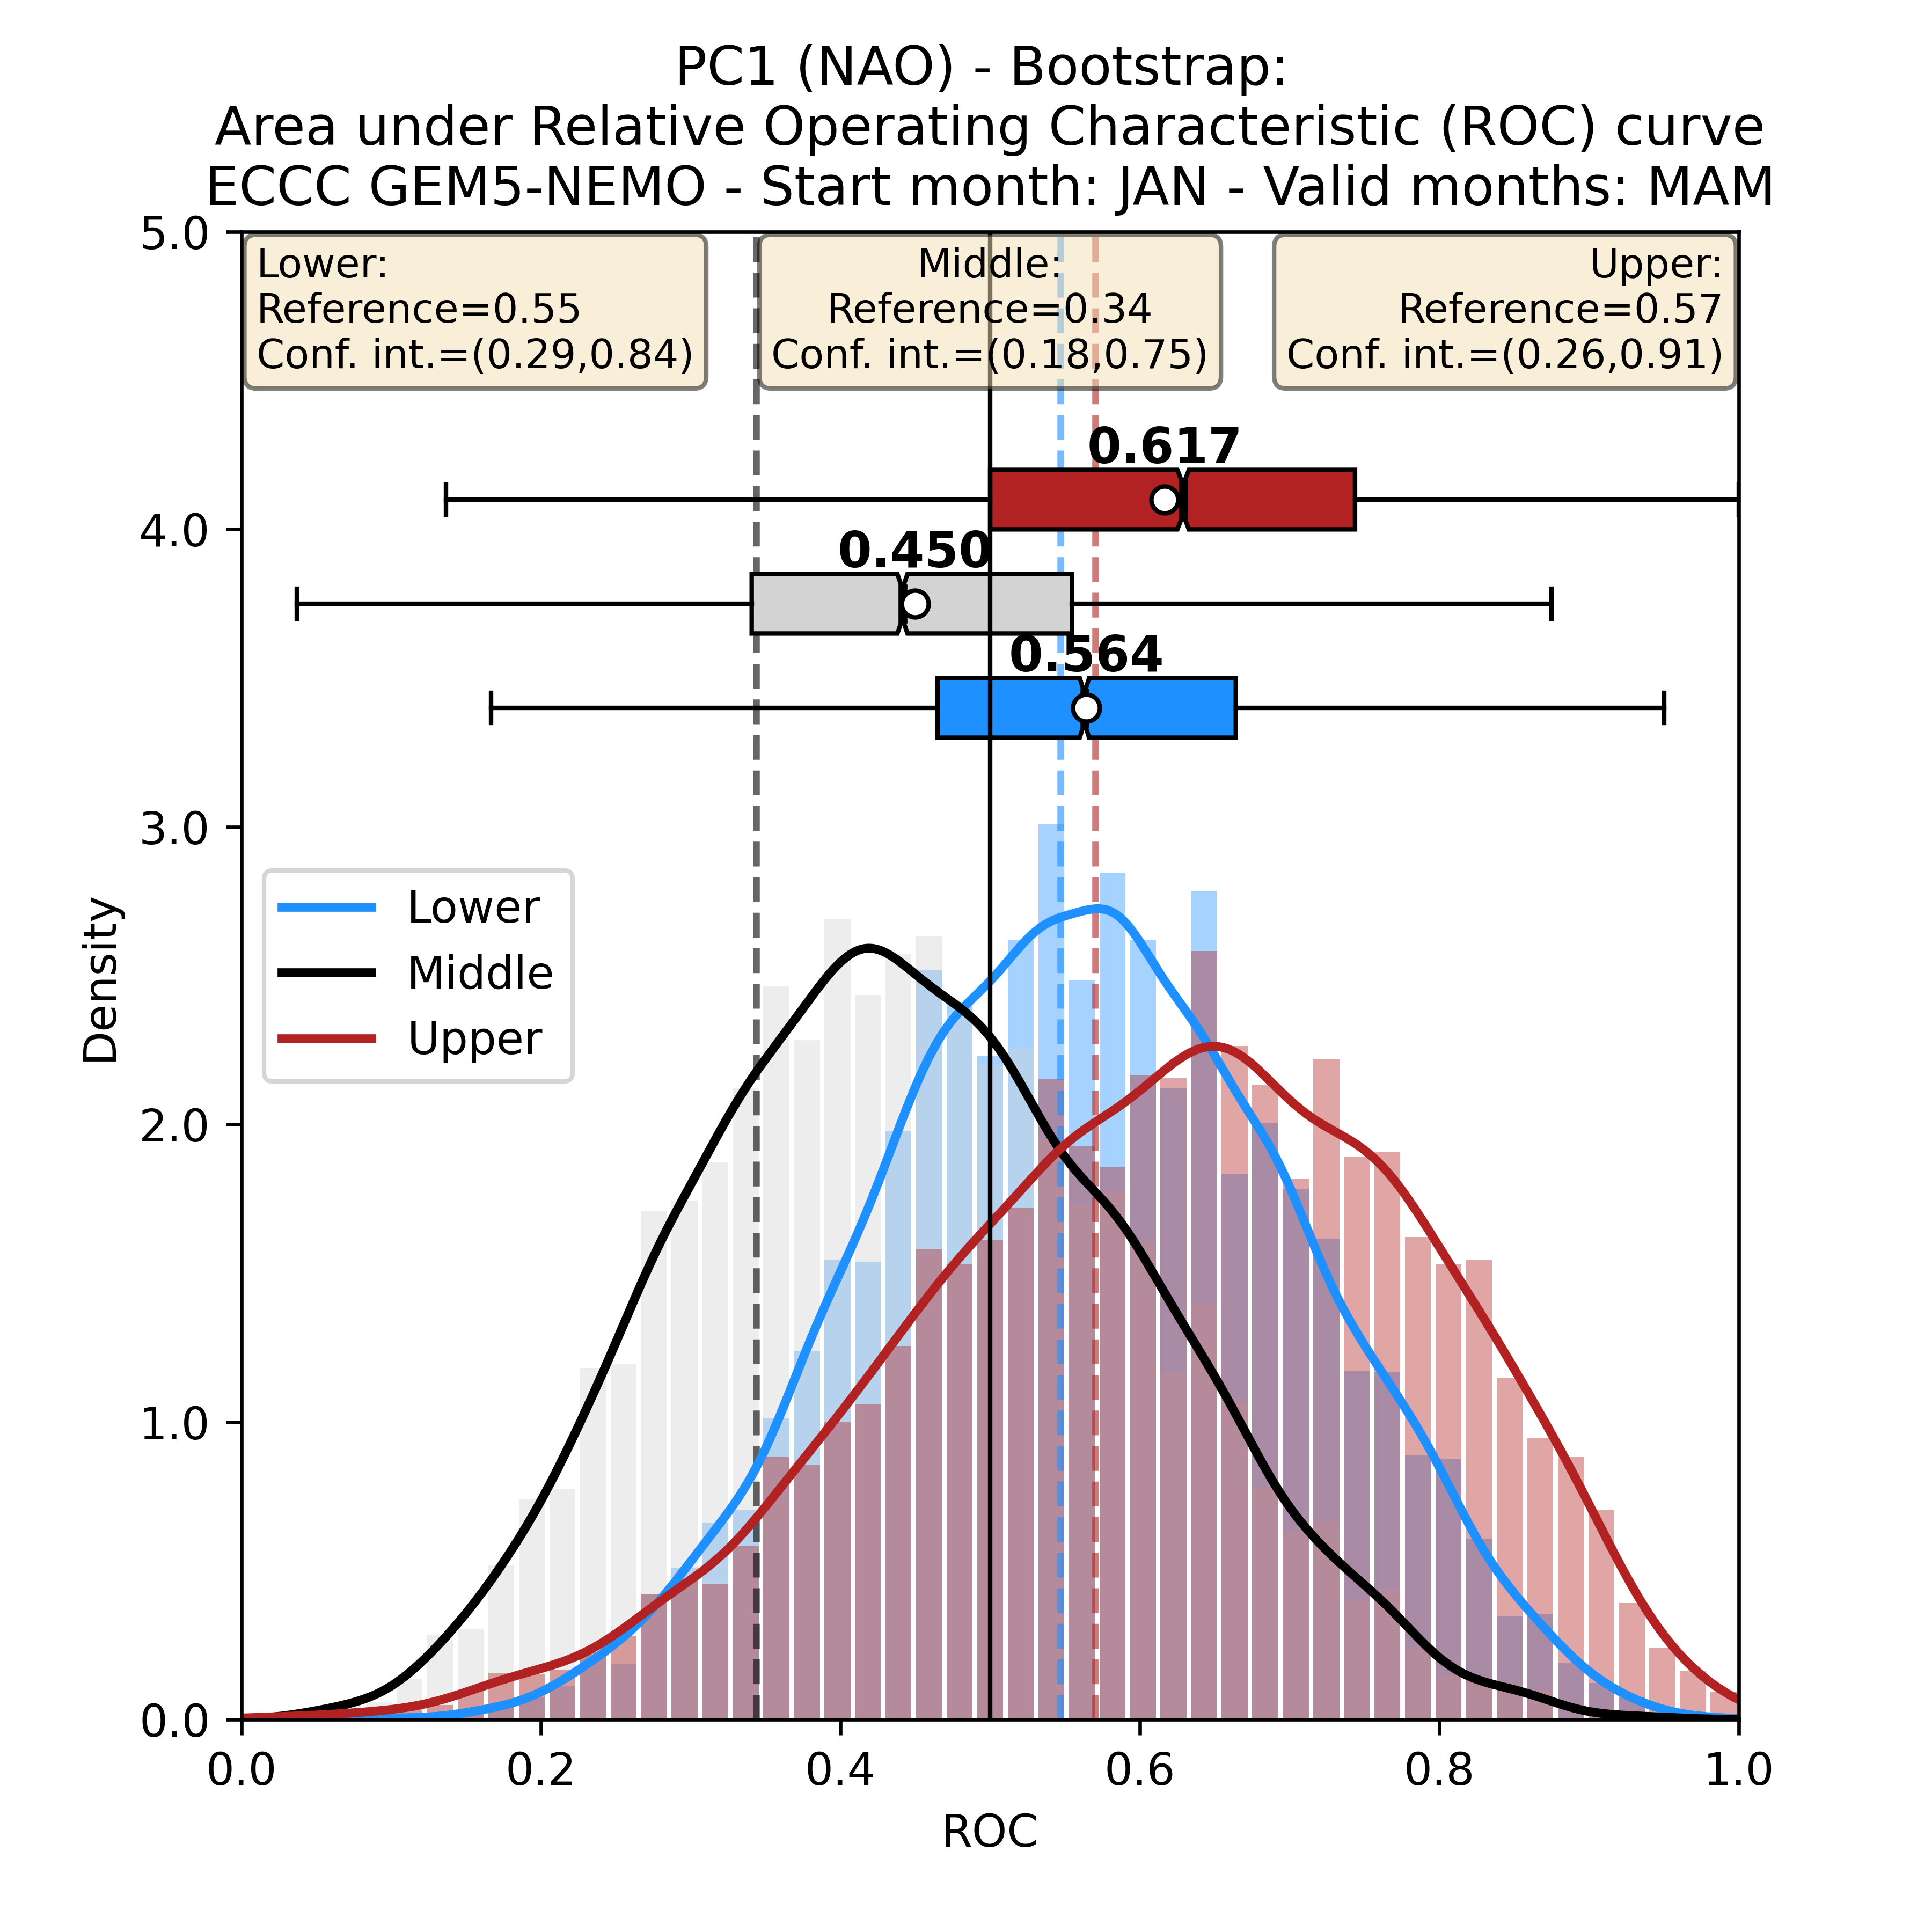 PC1 (NAO) - Bootstrap:
Area under Relative Operating Characteristic (ROC) curve
ECCC GEM5-NEMO - Start month: JAN - Valid months: MAM
Lower:
Reference=0.55
Conf. int.=(0.29,0.84)
Middle:
Reference=0.34
Conf. int.=(0.18,0.75)
Upper:
Reference=0.57
Conf. int.=(0.26,0.91)
0.617
0.450
0.564
Lower
Middle
Upper
Density
5.0
4.0
3.0
2.0
1.0
0.0
0.0 0.2 0.4 0.6 0.8 1.0
ROC